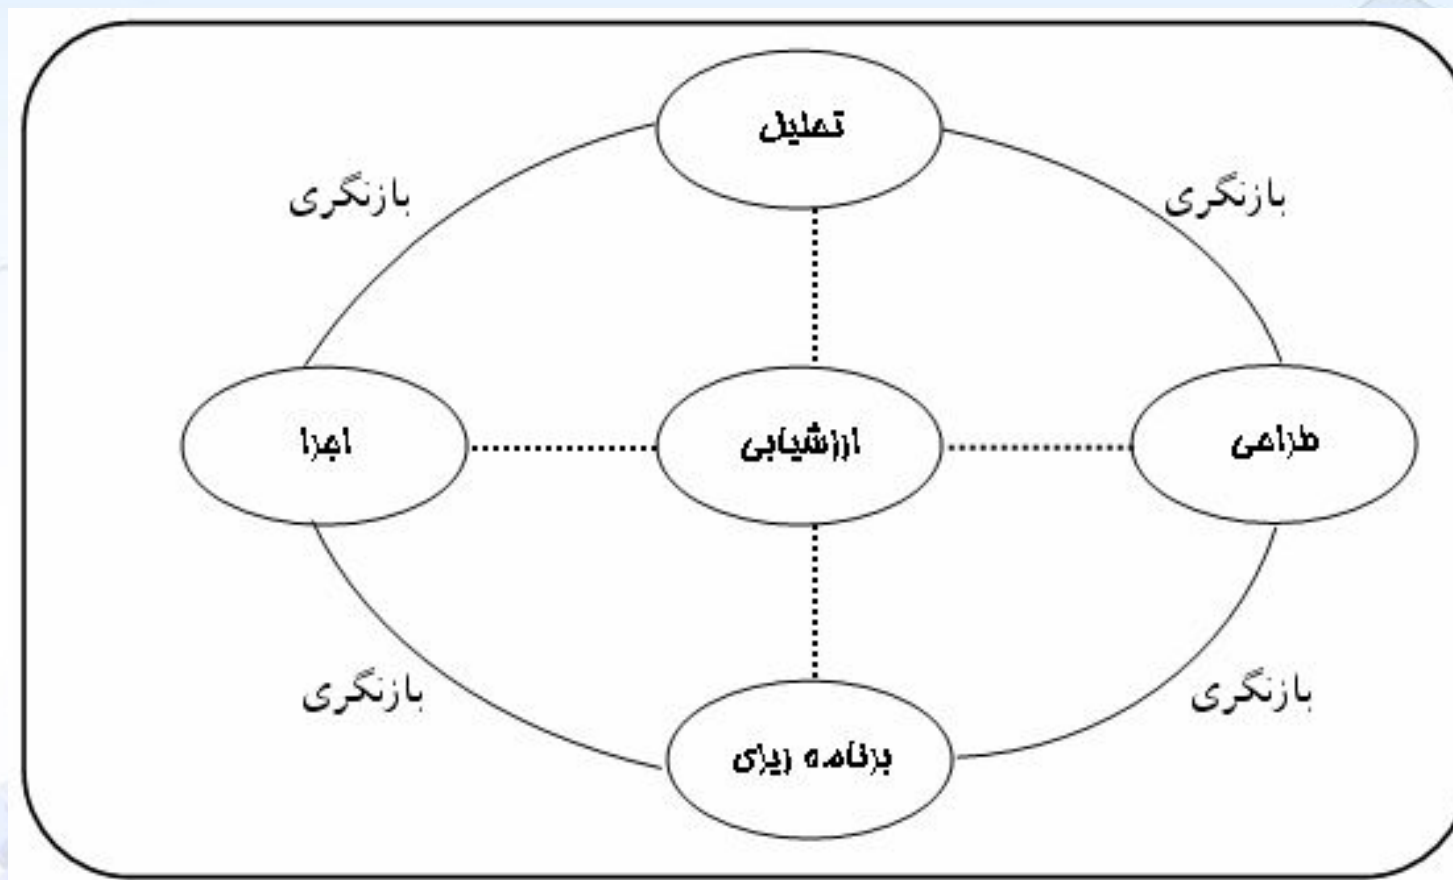 تحلیل
بازنگری
بازنگری
طراحی
ارزشیابی
اجرا
بازنگری
بازنگری
برنامه ریزی